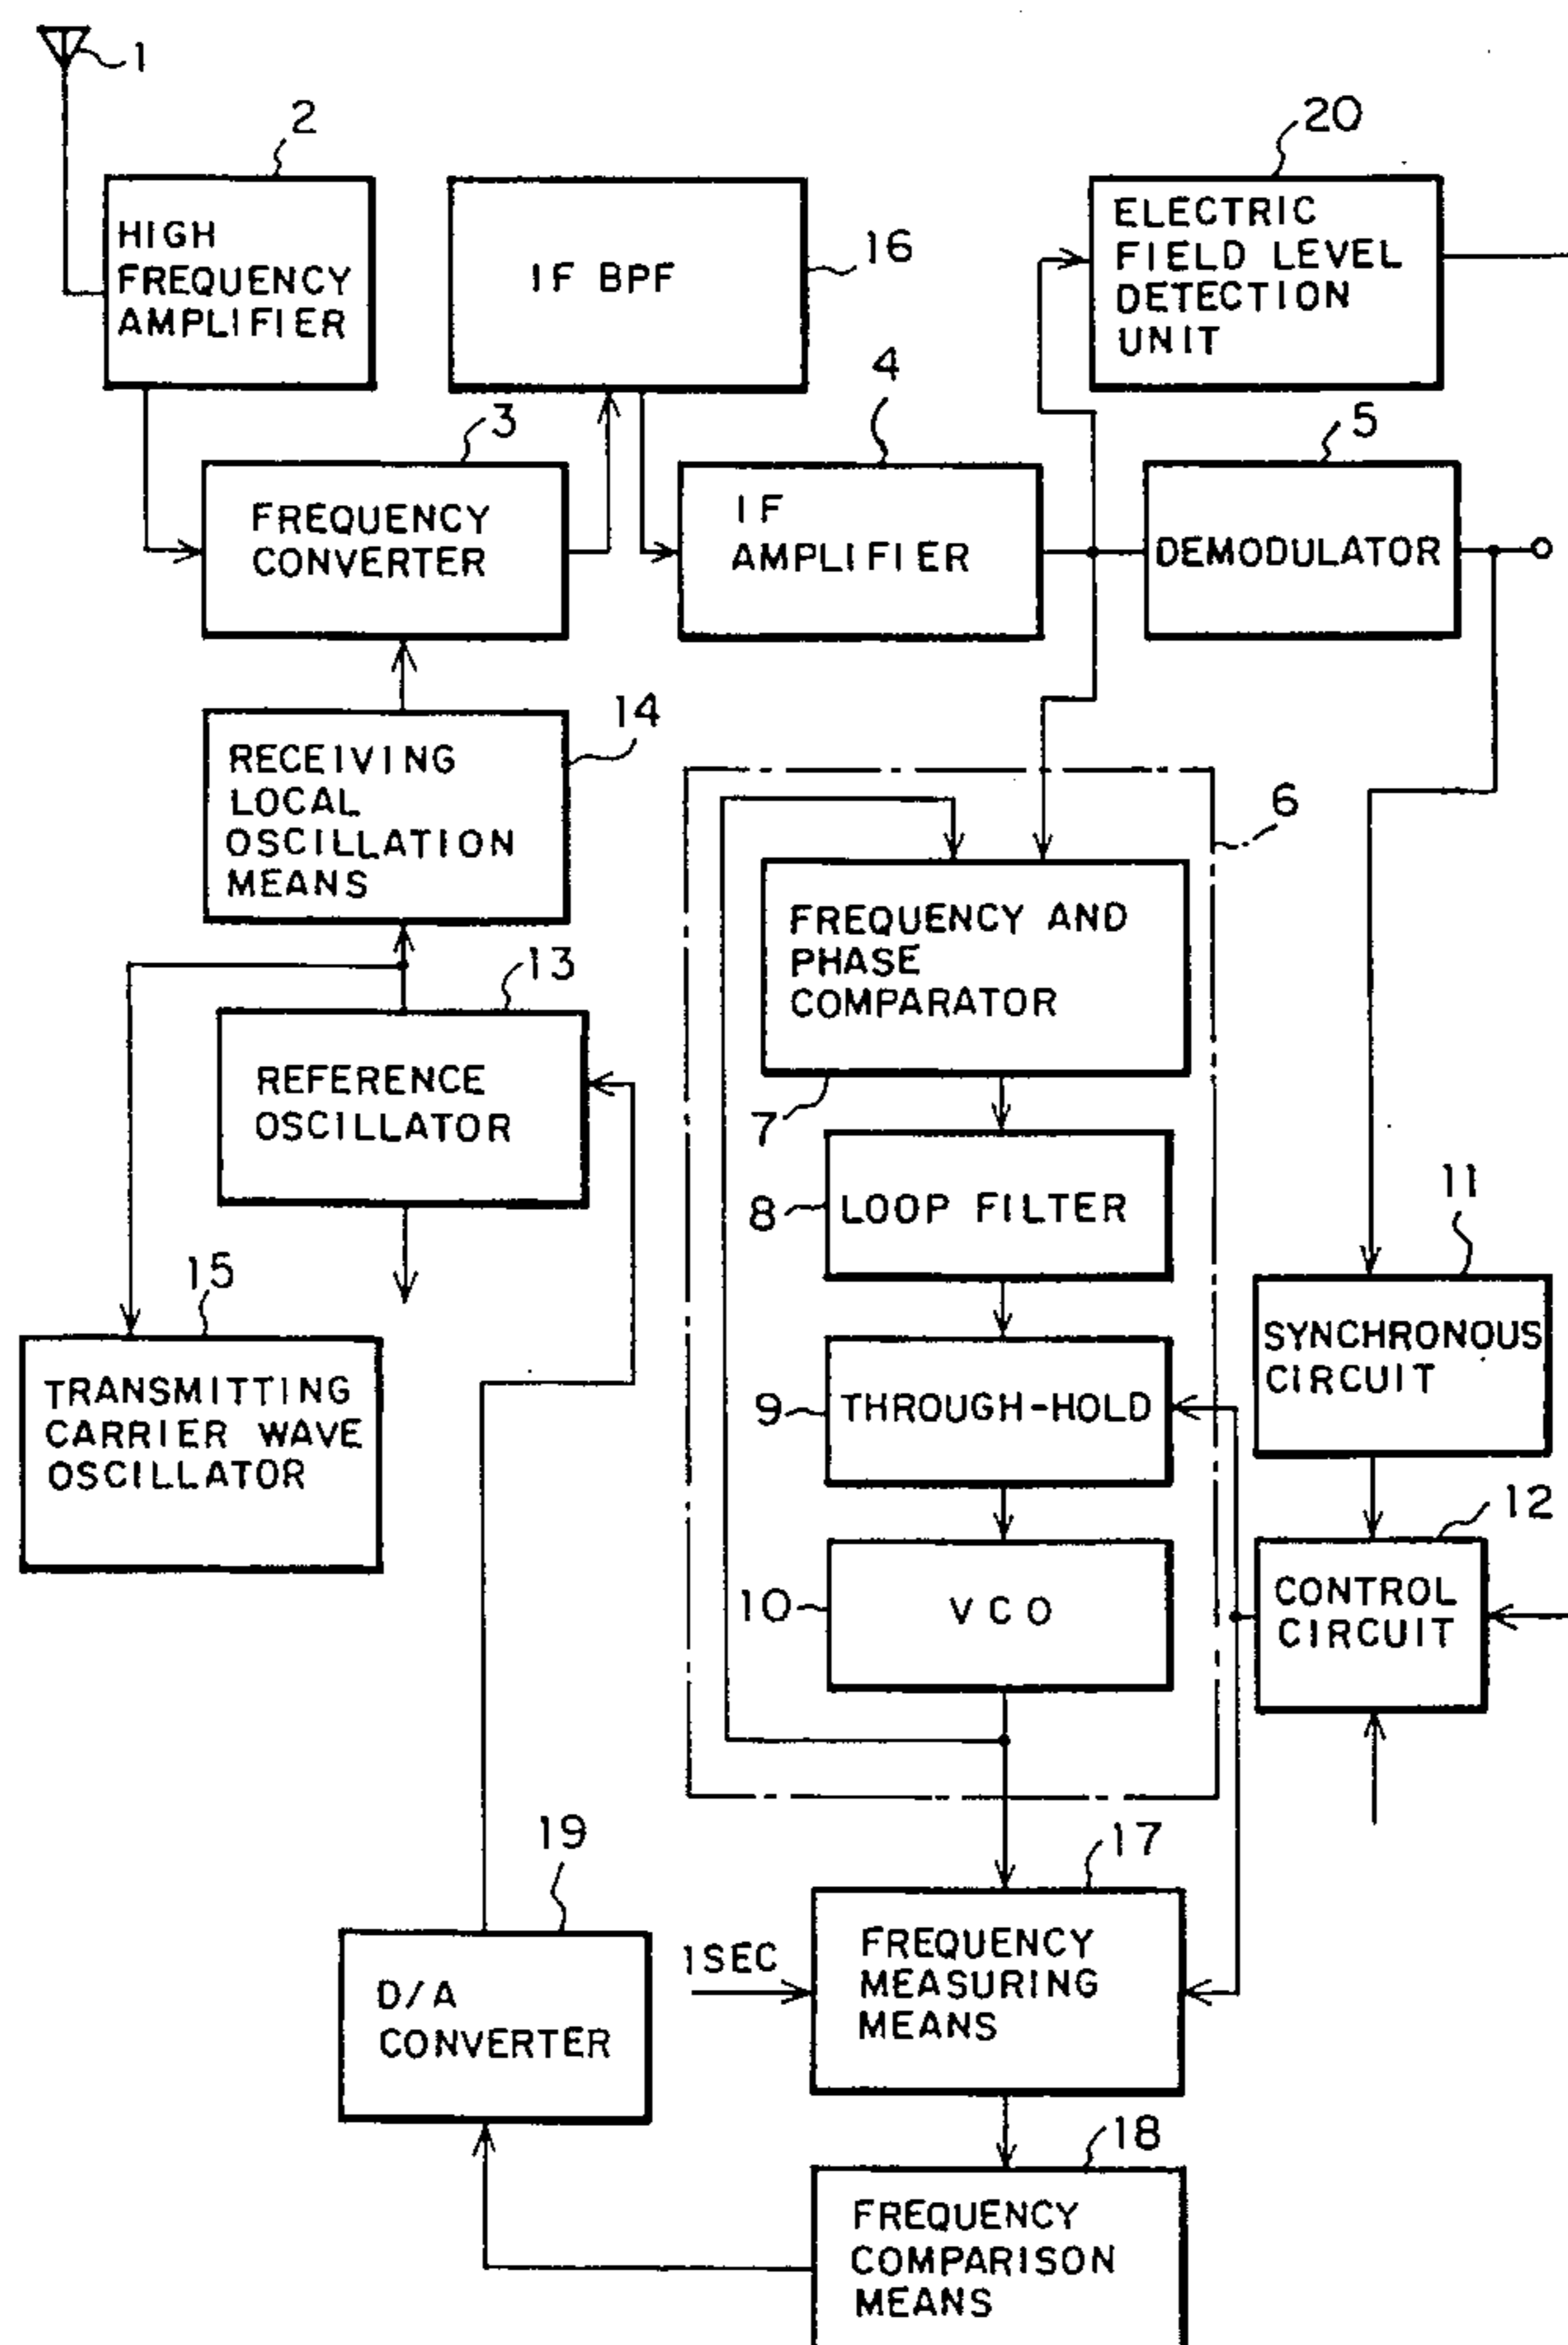 1
2
20
HIGH
FREQUENCY
AMPLIFIER
IF BPF
16
ELECTRIC
FIELD LEVEL
DETECTION
UNIT
3
4
5
FREQUENCY
CONVERTER
IF
AMPLIFIER
DEMODULATOR
14
RECEIVING
LOCAL
OSCILLATION
MEANS
6
FREQUENCY AND
PHASE
COMPARATOR
13
REFERENCE
OSCILLATOR
7
8
LOOP FILTER
11
SYNCHRONOUS
CIRCUIT
15
TRANSMITTING
CARRIER WAVE
OSCILLATOR
9
THROUGH-HOLD
12
CONTROL
CIRCUIT
10
VCO
19
17
D/A
CONVERTER
1SEC
FREQUENCY
MEASURING
MEANS
18
FREQUENCY
COMPARISON
MEANS